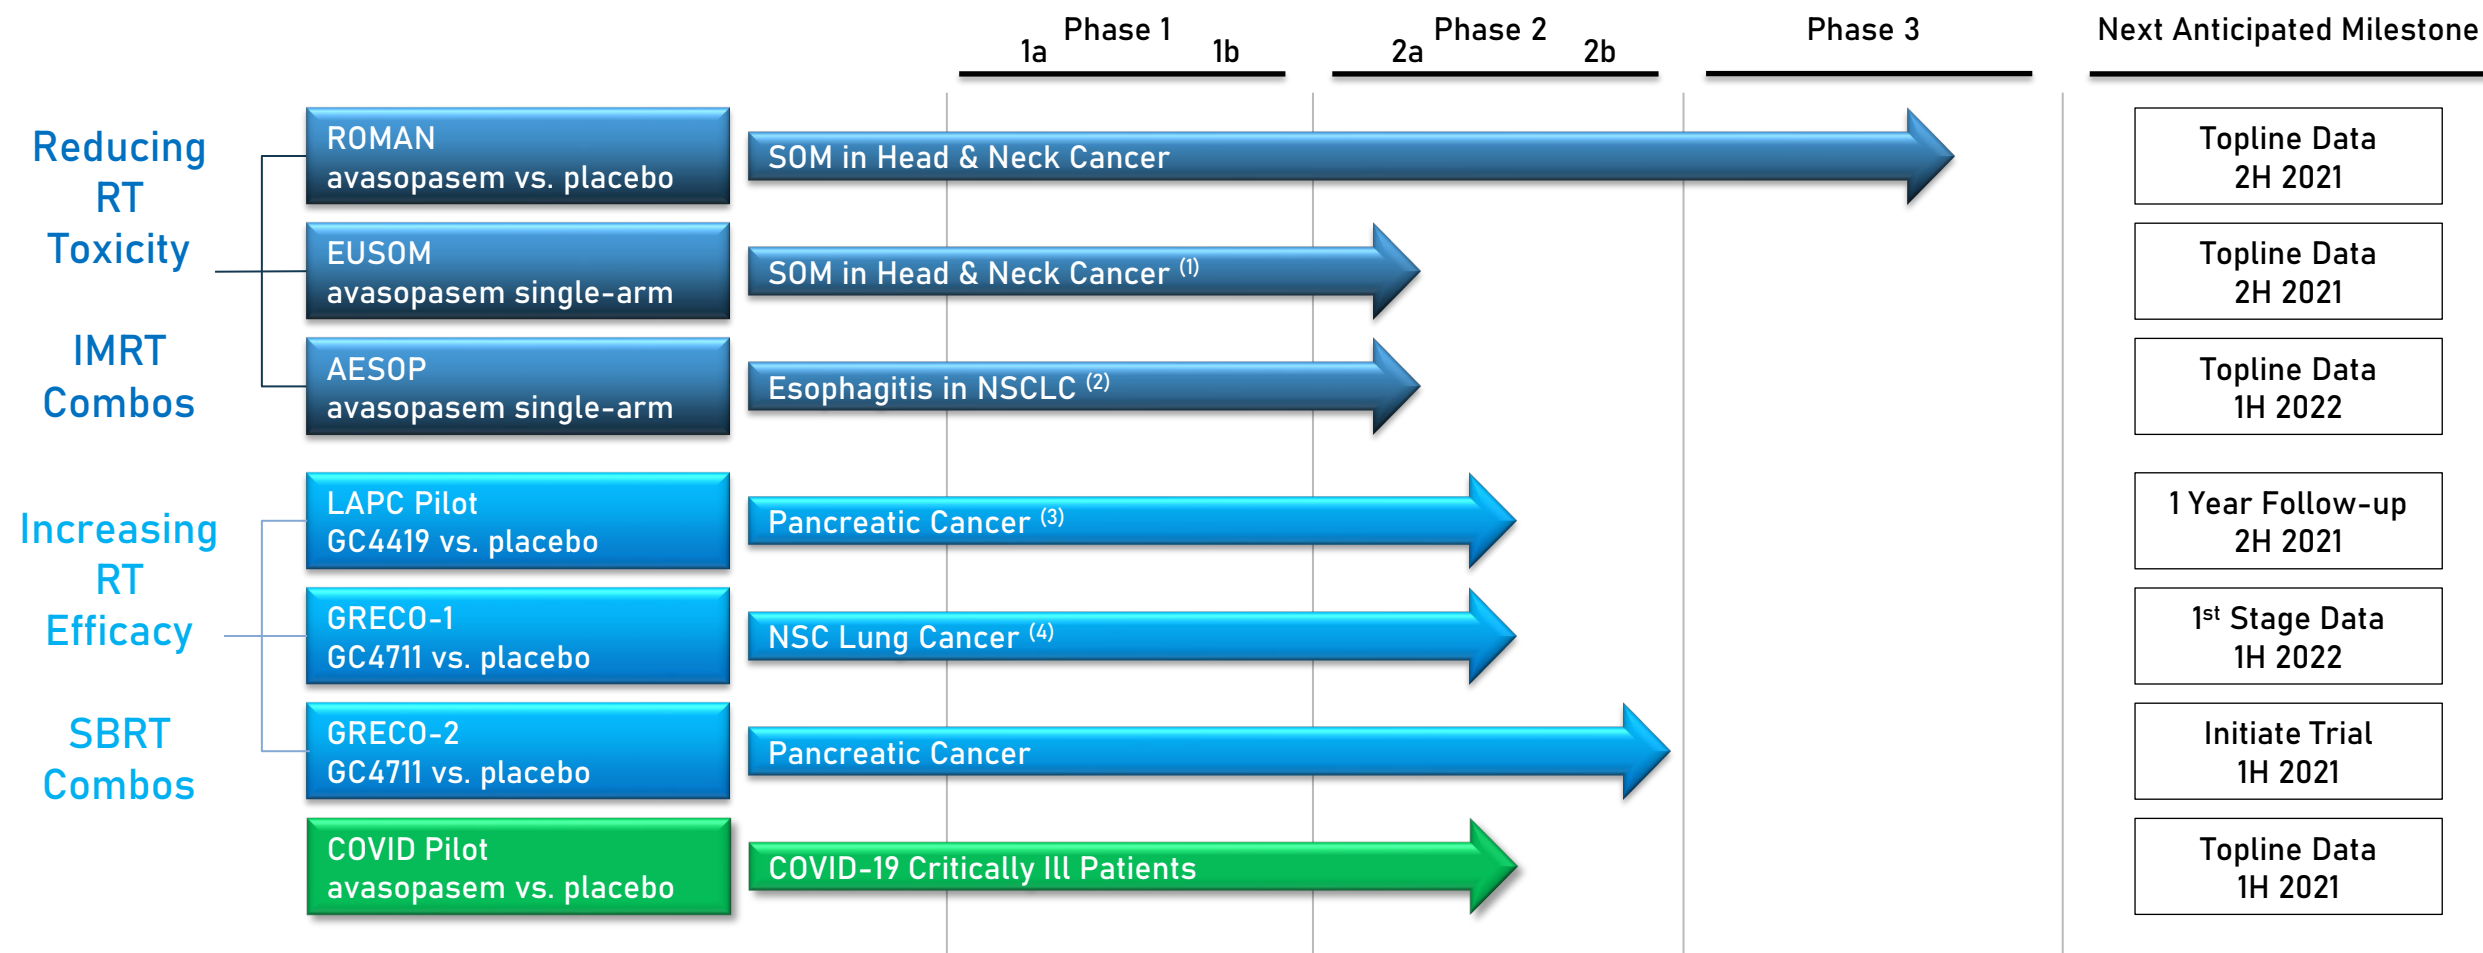 Phase 1
1a 1b
Phase 2
2a 2b
Phase 3
Next Anticipated Milestone
Reducing
RT
Toxicity
IMRT
Combos
ROMAN
avasopasem vs. placebo
SOM in Head & Neck Cancer
Topline Data
2H 2021
EUSOM
avasopasem single-arm
SOM in Head & Neck Cancer (1)
Topline Data
2H 2021
AESOP
avasopasem single-arm
Esophagitis in NSCLC (2)
Topline Data
1H 2022
Increasing
RT
Efficacy
SBRT
Combos
LAPC Pilot
GC4419 vs. placebo
Pancreatic Cancer (3)
1 Year Follow-up
2H 2021
GRECO-1
GC4711 vs. placebo
NSC Lung Cancer (4)
1st Stage Data
1H 2022
GRECO-2
GC4711 vs. placebo
Pancreatic Cancer
Initiate Trial
1H 2021
COVID Pilot
avasopasem vs. placebo
COVID-19 Critically Ill Patients
Topline Data
1H 2021